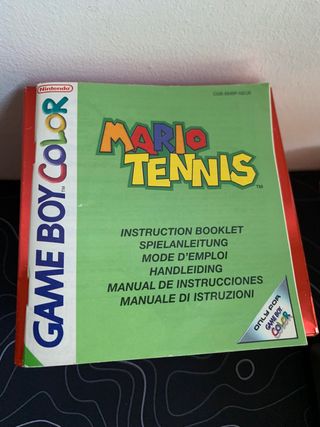 Nintendo
GAME BOY COLOR
TM
MARIO
TENNIS
TM
INSTRUCTION BOOKLET
SPIELANLEITUNG
MODE D'EMPLOI
HANDLEIDING
MANUAL DE INSTRUCCIONES
MANUALE DI ISTRUZIONI
ONLY FOR
GAME BOY
COLOR